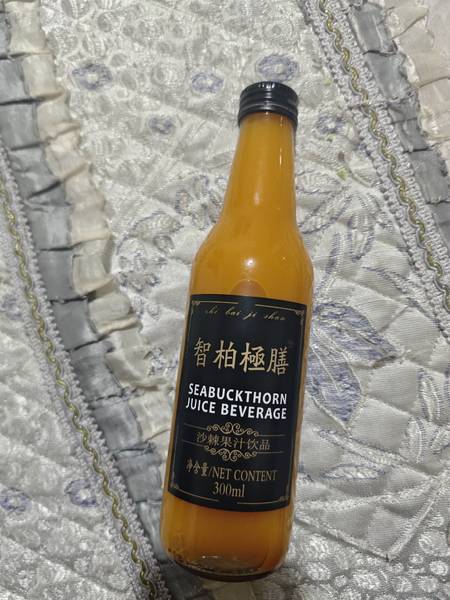 zhi bai ji shan
智柏極膳
SEABUCKTHORN
JUICE BEVERAGE
沙棘果汁饮品
净含量/NET CONTENT
300ml